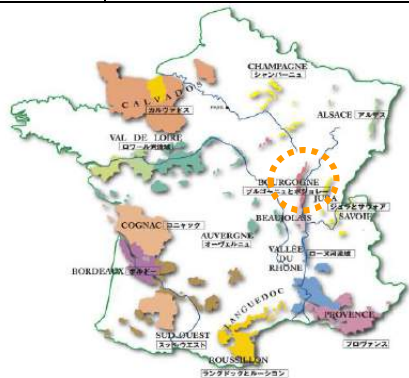 CHAMPAGNE
シャンパーニュ
CALVADOS
カルヴァドス
PARIS
ALSACE アルザス
VAL DE LOIRE
ロワール河流域
BOURGOGNE
ブルゴーニュとボジョレー
JURA
ジュラとサヴォア
BEAUJOLAIS
SAVOIE
COGNAC コニャック
AUVERGNE
オーヴェルニュ
VALLÉE
DU
RHÔNE
ローヌ河流域
BORDEAUX ボルドー
LANGUEDOC
PROVENCE
プロヴァンス
SUD OUEST
スッドウエスト
ROUSSILLON
ラングドックとルーション